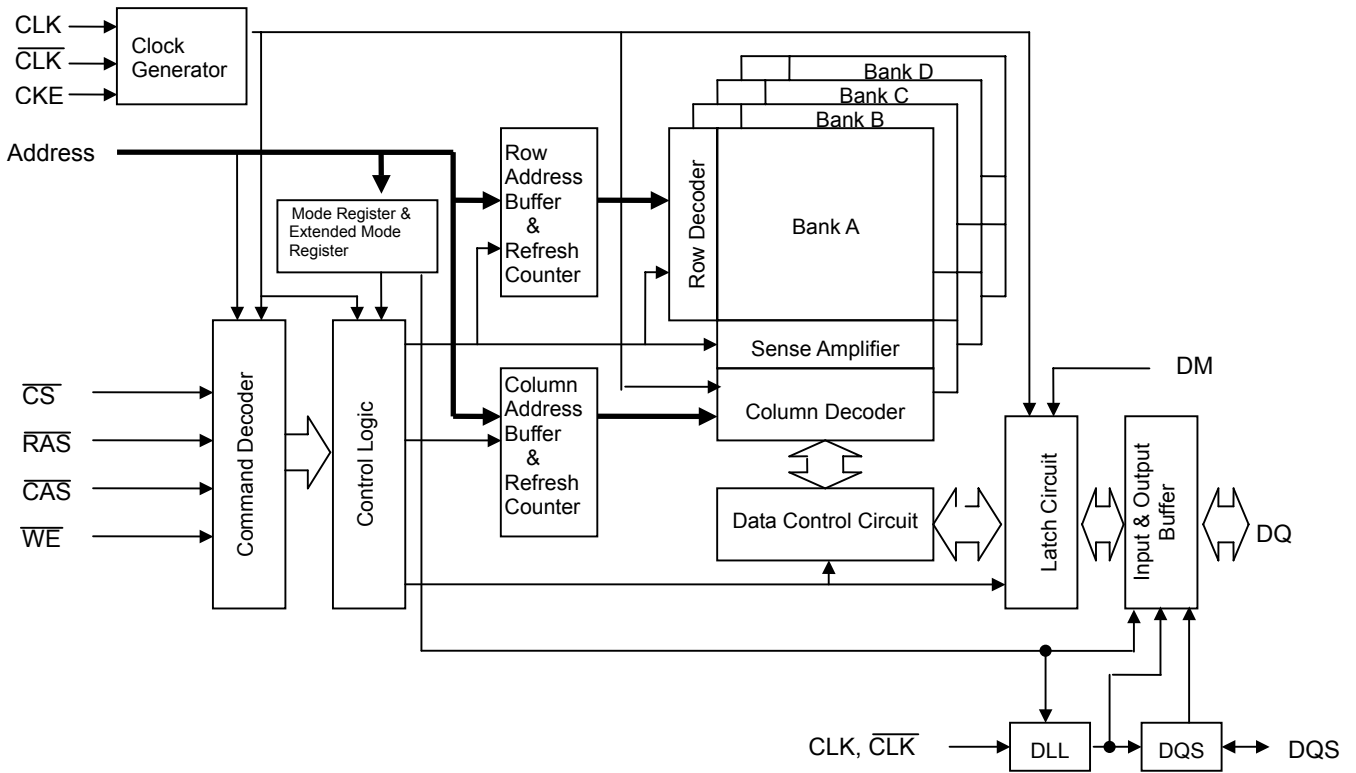 CLK
CLK
CKE
Clock
Generator
Address
Mode Register &
Extended Mode
Register
Row
Address
Buffer
&
Refresh
Counter
Row Decoder
Bank D
Bank C
Bank B
Bank A
Sense Amplifier
Column Decoder
CS
RAS
CAS
WE
Command Decoder
Control Logic
Column
Address
Buffer
&
Refresh
Counter
Data Control Circuit
DM
Latch Circuit
Input & Output
Buffer
DQ
CLK, CLK
DLL
DQS
DQS